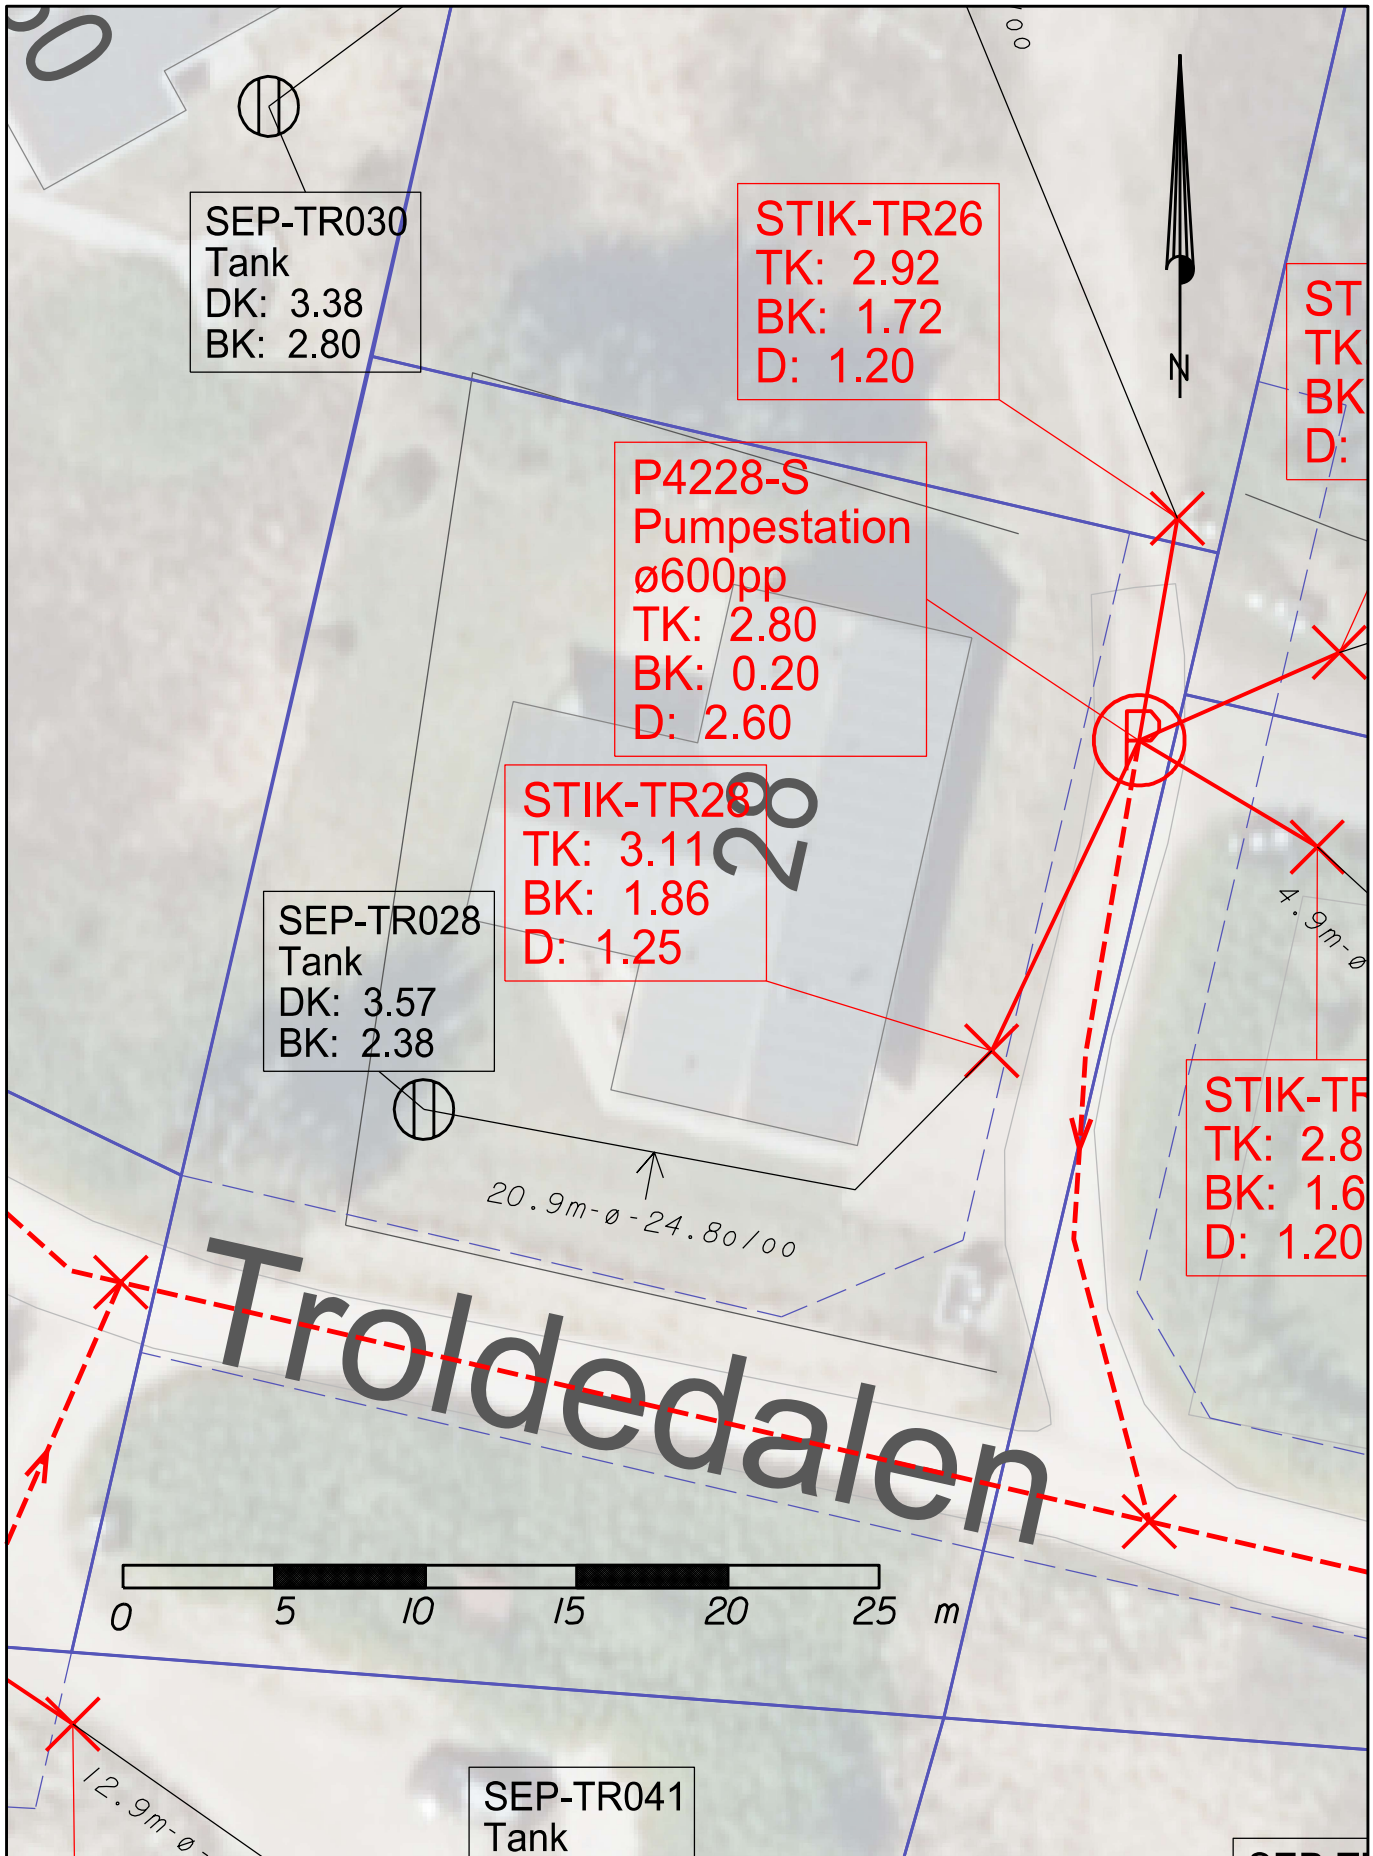 SEP-TR030
Tank
DK: 3.38
BK: 2.80
STIK-TR26
TK: 2.92
BK: 1.72
D: 1.20
N
ST
TK
BK
D:
P4228-S
Pumpestation
ø600pp
TK: 2.80
BK: 0.20
D: 2.60
P
STIK-TR28
TK: 3.11
BK: 1.86
D: 1.25
28
SEP-TR028
Tank
DK: 3.57
BK: 2.38
4.9m-ø
STIK-TR
TK: 2.8
BK: 1.6
D: 1.20
20.9m-ø-24.8o/oo
Troldedalen
0 5 10 15 20 25 m
12.9m-ø-
SEP-TR041
Tank